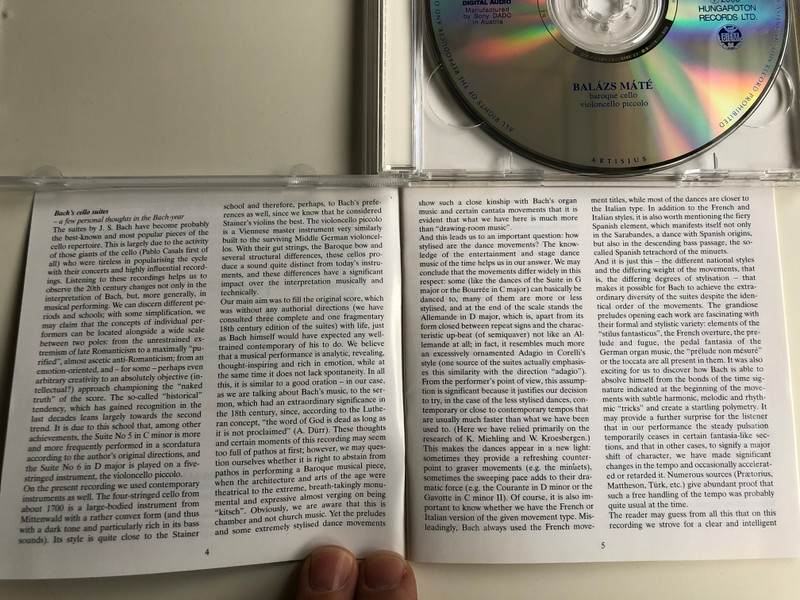 DIGITAL AUDIO
Manufactured
by Sony DADC
in Austria
HUNGAROTON
RECORDS LTD.
BIEM
BALÁZS MÁTÉ
baroque cello
violoncello piccolo
ARTISJUS
ALL RIGHTS OF THE PRODUCER AND
RECORD PROHIBITED
Bach's cello suites
– a few personal thoughts in the Bach-year
The suites by J. S. Bach have become probably
the best-known and most popular pieces of the
cello repertoire. This is largely due to the activity
of those giants of the cello (Pablo Casals first of
all) who were tireless in popularising the cycle
with their concerts and highly influential record-
ings. Listening to these recordings helps us to
observe the 20th century changes not only in the
interpretation of Bach, but, more generally, in
musical performing. We can discern different pe-
riods and schools; with some simplification, we
may claim that the concepts of individual per-
formers can be located alongside a wide scale
between two poles: from the unrestrained ex-
tremism of late Romanticism to a maximally "pu-
rified", almost ascetic anti-Romanticism; from an
emotion-oriented, and – for some – perhaps even
arbitrary creativity to an absolutely objective (in-
tellectual?) approach championing the "naked
truth" of the score. The so-called "historical"
tendency, which has gained recognition in the
last decades leans largely towards the second
trend. It is due to this school that, among other
achievements, the Suite No 5 in C minor is more
and more frequently performed in scordatura
according to the author's original directions, and
the Suite No 6 in D major is played on a five-
stringed instrument, the violoncello piccolo.
On the present recording we used contemporary
instruments as well. The four-stringed cello from
about 1700 is a large-bodied instrument from
Mittenwald with a rather convex form (and thus
with a dark tone and particularly rich in its bass
sounds). Its style is quite close to the Stainer
school and therefore, perhaps, to Bach's prefe-
rences as well, since we know that he considered
Stainer's violins the best. The violoncello piccolo
is a Viennese master instrument very similarly
built to the surviving Middle German violoncel-
los. With their gut strings, the Baroque bow and
several structural differences, these cellos pro-
duce a sound quite distinct from today's instru-
ments, and these differences have a significant
impact over the interpretation musically and
technically.
Our main aim was to fill the original score, which
was without any authorial directions (we have
consulted three complete and one fragmentary
18th century edition of the suites) with life, just
as Bach himself would have expected any well-
trained contemporary of his to do. We believe
that a musical performance is analytic, revealing,
thought-inspiring and rich in emotion, while at
the same time it does not lack spontaneity. In all
this, it is similar to a good oration – in our case,
as we are talking about Bach's music, to the ser-
mon, which had an extraordinary significance in
the 18th century, since, according to the Luthe-
ran concept, "the word of God is dead as long as
it is not proclaimed" (A. Dürr). These thoughts
and certain moments of this recording may seem
too full of pathos at first; however, we may ques-
tion ourselves whether it is right to abstain from
pathos in performing a Baroque musical piece,
when the architecture and arts of the age were
theatrical to the extreme, breath-takingly monu-
mental and expressive almost verging on being
"kitsch". Obviously, we are aware that this is
chamber and not church music. Yet the preludes
and some extremely stylised dance movements
4
show such a close kinship with Bach's organ
music and certain cantata movements that it is
evident that what we have here is much more
than "drawing-room music".
And this leads us to an important question: how
stylised are the dance movements? The know-
ledge of the entertainment and stage dance
music of the time helps us in our answer. We may
conclude that the movements differ widely in this
respect: some (like the dances of the Suite in G
major or the Bourrée in C major) can basically be
danced to, many of them are more or less
stylised, and at the end of the scale stands the
Allemande in D major, which is, apart from its
form closed between repeat signs and the charac-
teristic up-beat (of semiquaver) not like an Al-
lemande at all; in fact, it resembles much more
an excessively ornamented Adagio in Corelli's
style (one source of the suites actually emphasi-
ses this similarity with the direction "adagio").
From the performer's point of view, this assump-
tion is significant because it justifies our decision
to try, in the case of the less stylised dances, con-
temporary or close to contemporary tempos that
are usually much faster than what we have been
used to. (Here we have relied primarily on the
research of K. Miehling and W. Kroesbergen.)
This makes the dances appear in a new light:
sometimes they provide a refreshing counter-
point to graver movements (e.g. the minuets),
sometimes the sweeping pace adds to their dra-
matic force (e.g. the Courante in D minor or the
Gavotte in C minor II). Of course, it is also im-
portant to know whether we have the French or
Italian version of the given movement type. Mis-
leadingly, Bach always used the French move-
ment titles, while most of the dances are closer to
the Italian type. In addition to the French and
Italian styles, it is also worth mentioning the fiery
Spanish element, which manifests itself not only
in the Sarabandes, a dance with Spanish origins,
but also in the descending bass passage, the so-
called Spanish tetrachord of the minuets.
And it is just this – the different national styles
and the differing weight of the movements, that
is, the differing degrees of stylisation – that
makes it possible for Bach to achieve the extra-
ordinary diversity of the suites despite the iden-
tical order of the movements. The grandiose
preludes opening each work are fascinating with
their formal and stylistic variety: elements of the
"stilus fantasticus", the French overture, the pre-
lude and fugue, the pedal fantasia of the
German organ music, the "prélude non mésuré"
or the toccata are all present in them. It was also
exciting for us to discover how Bach is able to
absolve himself from the bonds of the time sig-
nature indicated at the beginning of the move-
ments with subtle harmonic, melodic and rhyth-
mic "tricks" and create a startling polymetry. It
may provide a further surprise for the listener
that in our performance the steady pulsation
temporarily ceases in certain fantasia-like sec-
tions, and that in other cases, to signify a major
shift of character, we have made significant
changes in the tempo and occasionally accelerat-
ed or retarded it. Numerous sources (Praetorius,
Mattheson, Türk, etc.) give abundant proof that
such a free handling of the tempo was probably
quite usual at the time.
The reader may guess from all this that on this
recording we strove for a clear and intelligent
5